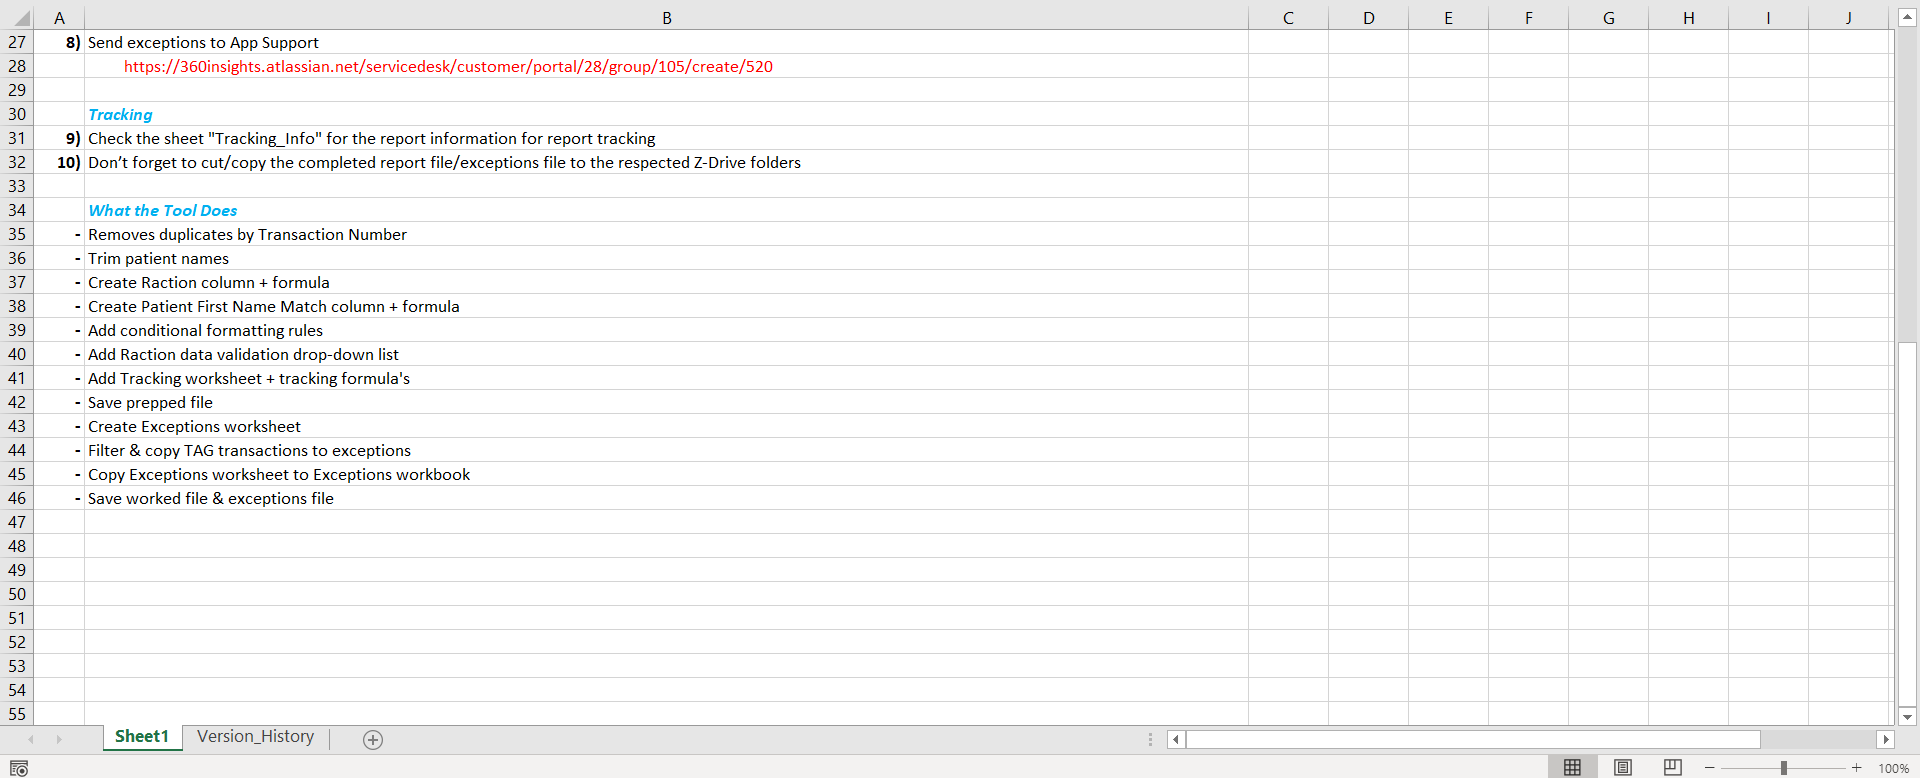 A B C D E F G H I J
27 8) Send exceptions to App Support
28 https://360insights.atlassian.net/servicedesk/customer/portal/28/group/105/create/520
29
30 Tracking
31 9) Check the sheet "Tracking_Info" for the report information for report tracking
32 10) Don’t forget to cut/copy the completed report file/exceptions file to the respected Z-Drive folders
33
34 What the Tool Does
35 - Removes duplicates by Transaction Number
36 - Trim patient names
37 - Create Raction column + formula
38 - Create Patient First Name Match column + formula
39 - Add conditional formatting rules
40 - Add Raction data validation drop-down list
41 - Add Tracking worksheet + tracking formula's
42 - Save prepped file
43 - Create Exceptions worksheet
44 - Filter & copy TAG transactions to exceptions
45 - Copy Exceptions worksheet to Exceptions workbook
46 - Save worked file & exceptions file
47
48
49
50
51
52
53
54
55
Sheet1 Version_History
100%